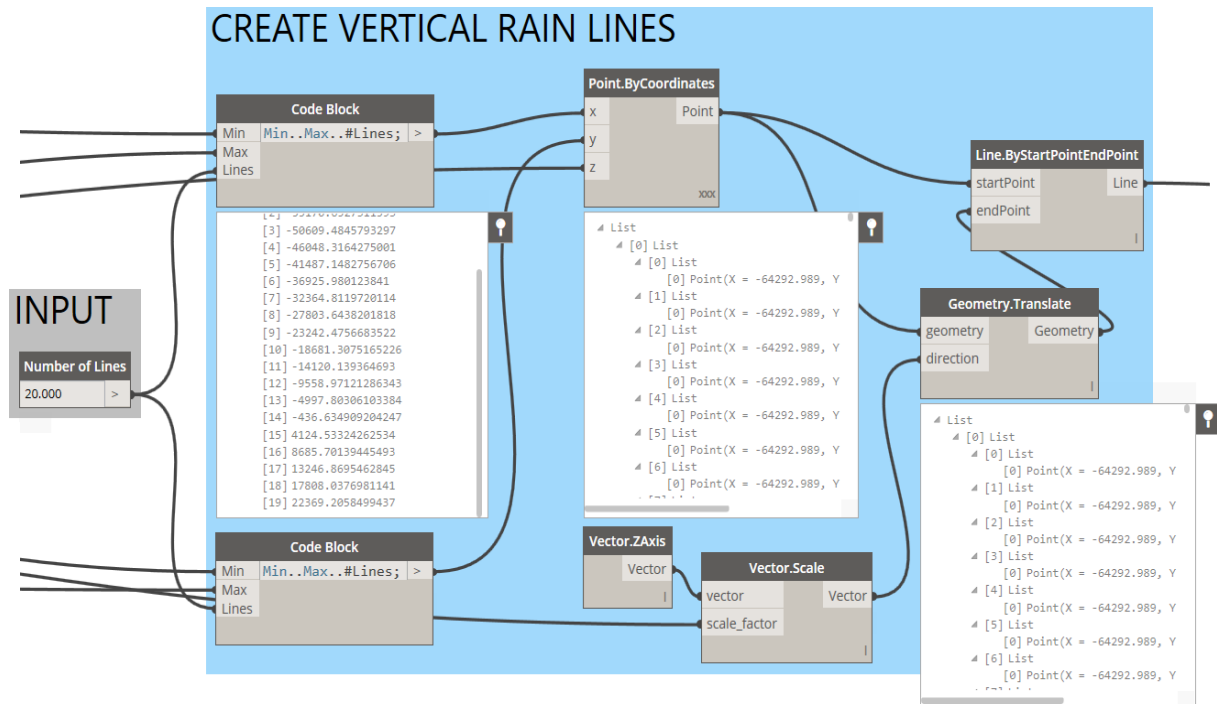 CREATE VERTICAL RAIN LINES
Code Block
Min
Max
Lines
Min..Max..#Lines; >
[3] -50609.4845793297
[4] -46048.3164275001
[5] -41487.1482756706
[6] -36925.980123841
[7] -32364.8119720114
[8] -27803.6438201818
[9] -23242.4756683522
[10] -18681.3075165226
[11] -14120.139364693
[12] -9558.97121286343
[13] -4997.80306103384
[14] -436.634909204247
[15] 4124.53324262534
[16] 8685.70139445493
[17] 13246.8695462845
[18] 17808.0376981141
[19] 22369.2058499437
Point.ByCoordinates
x Point
y
z
xxx
List
[0] List
[0] List
[0] Point(X = -64292.989, Y
[1] List
[0] Point(X = -64292.989, Y
[2] List
[0] Point(X = -64292.989, Y
[3] List
[0] Point(X = -64292.989, Y
[4] List
[0] Point(X = -64292.989, Y
[5] List
[0] Point(X = -64292.989, Y
[6] List
[0] Point(X = -64292.989, Y
Line.ByStartPointEndPoint
startPoint Line
endPoint
l
INPUT
Number of Lines
20.000 >
Geometry.Translate
geometry Geometry
direction
l
List
[0] List
[0] List
[0] Point(X = -64292.989, Y
[1] List
[0] Point(X = -64292.989, Y
[2] List
[0] Point(X = -64292.989, Y
[3] List
[0] Point(X = -64292.989, Y
[4] List
[0] Point(X = -64292.989, Y
[5] List
[0] Point(X = -64292.989, Y
[6] List
[0] Point(X = -64292.989, Y
Code Block
Min
Max
Lines
Min..Max..#Lines; >
Vector.ZAxis
Vector
l
Vector.Scale
vector Vector
scale_factor
l